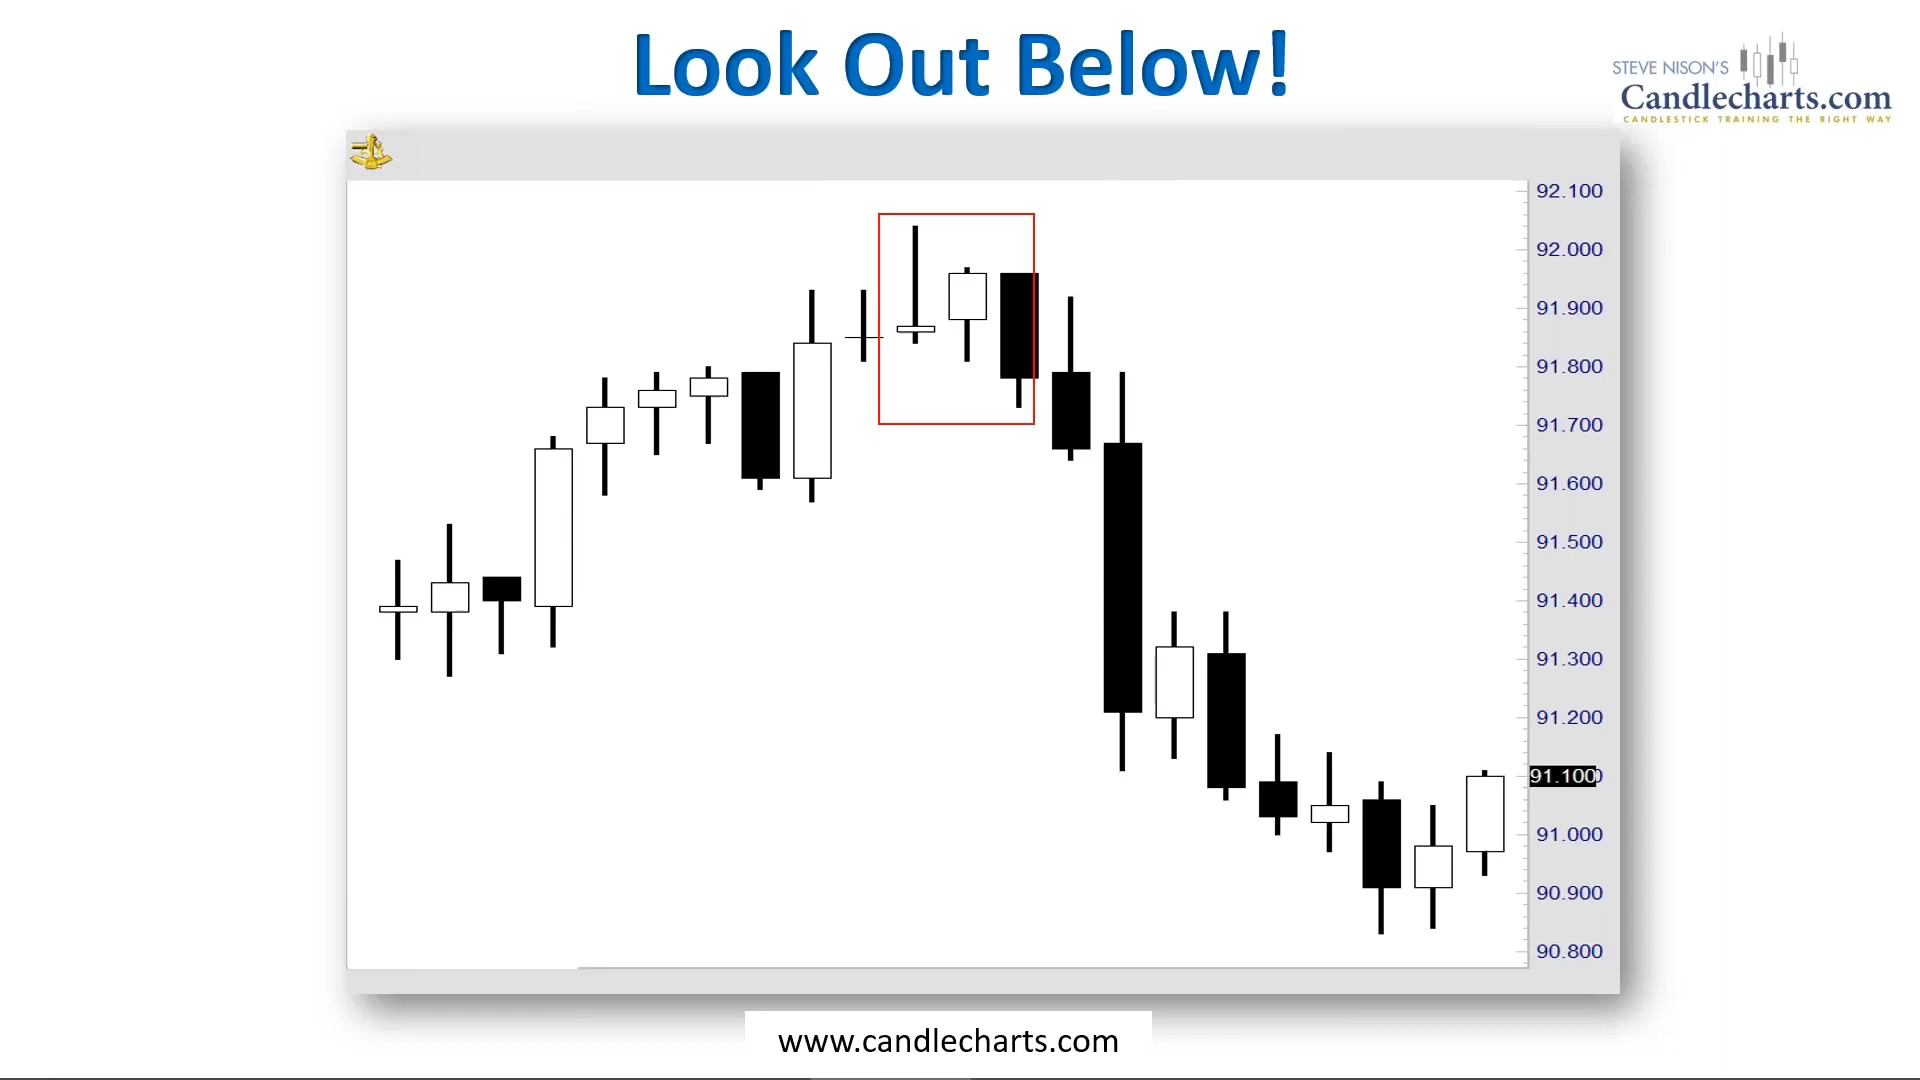 Look Out Below!
STEVE NISON'S
Candlecharts.com
CANDLESTICK TRAINING THE RIGHT WAY
92.100
92.000
91.900
91.800
91.700
91.600
91.500
91.400
91.300
91.200
91.100
91.000
90.900
90.800
www.candlecharts.com